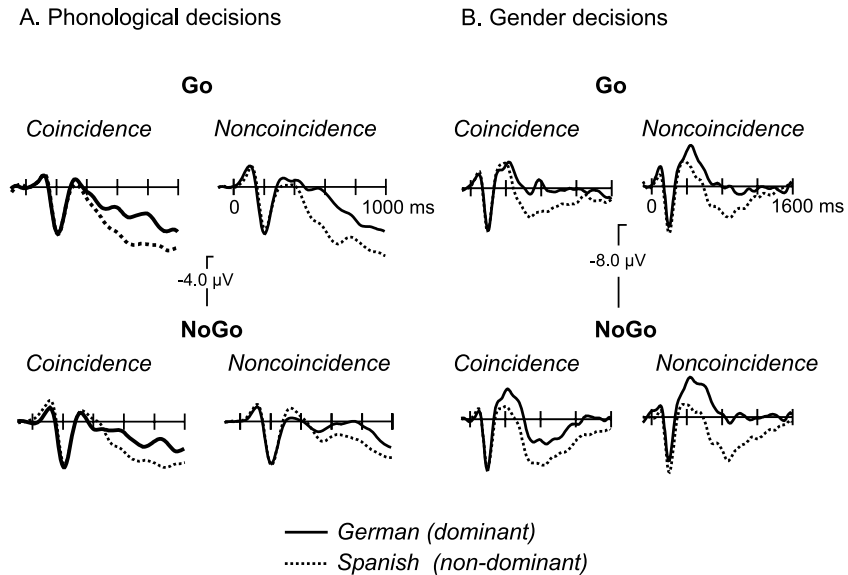 A. Phonological decisions
B. Gender decisions
Go
Go
Coincidence
Noncoincidence
Coincidence
Noncoincidence
0
1000 ms
0
1600 ms
-4.0 µV
-8.0 µV
NoGo
NoGo
Coincidence
Noncoincidence
Coincidence
Noncoincidence
German (dominant)
Spanish (non-dominant)